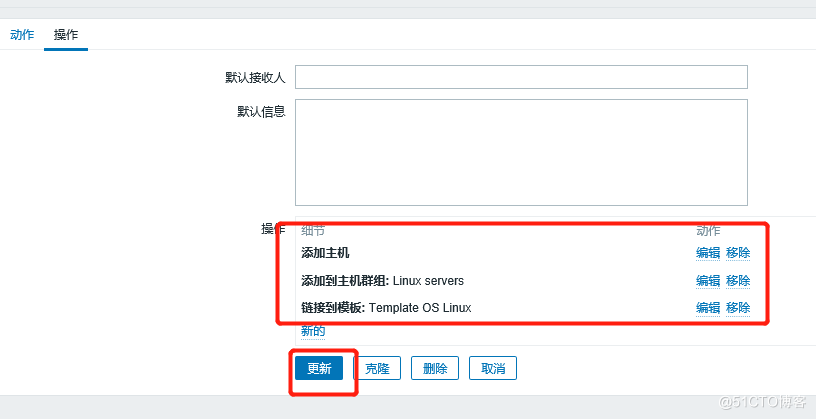 动作 操作
默认接收人
默认信息
操作 细节 动作
添加主机 编辑 移除
添加到主机群组: Linux servers 编辑 移除
链接到模板: Template OS Linux 编辑 移除
新的
更新 克隆 删除 取消
@51CTO博客